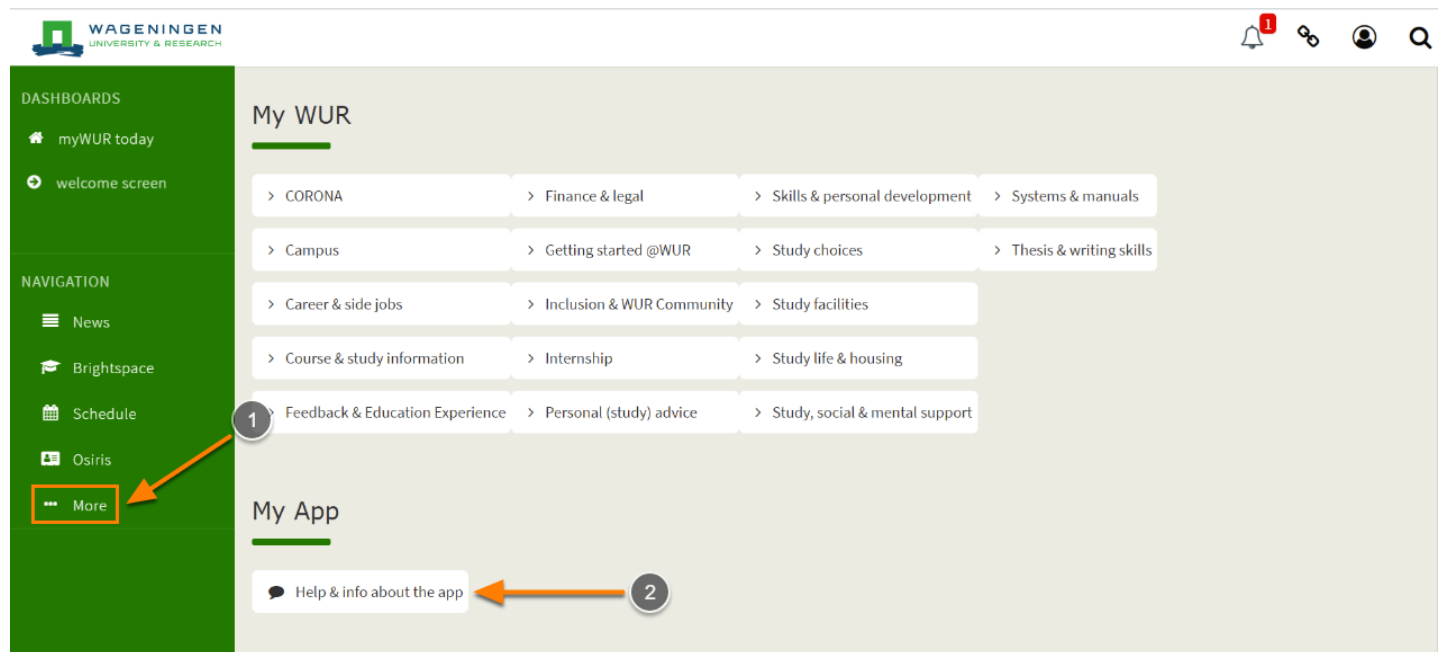 WAGENINGEN
UNIVERSITY & RESEARCH
1
DASHBOARDS
myWUR today
welcome screen
NAVIGATION
News
Brightspace
Schedule
Osiris
More
1
My WUR
CORONA
Finance & legal
Skills & personal development
Systems & manuals
Campus
Getting started @WUR
Study choices
Thesis & writing skills
Career & side jobs
Inclusion & WUR Community
Study facilities
Course & study information
Internship
Study life & housing
Feedback & Education Experience
Personal (study) advice
Study, social & mental support
My App
Help & info about the app
2